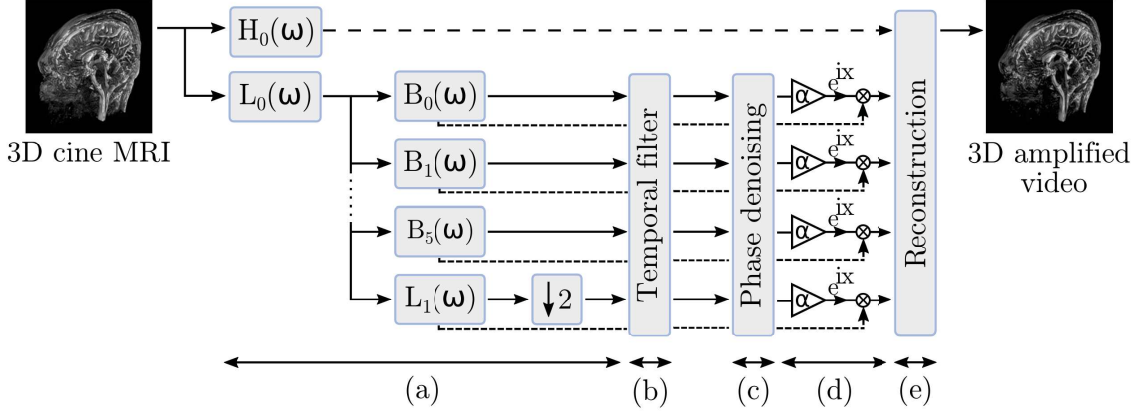 3D cine MRI
H₀(ω)
L₀(ω)
B₀(ω)
B₁(ω)
B₅(ω)
L₁(ω)
↓2
Temporal filter
Phase denoising
α
e^ix
⊗
α
e^ix
⊗
α
e^ix
⊗
α
e^ix
⊗
Reconstruction
3D amplified
video
(a)
(b)
(c)
(d)
(e)